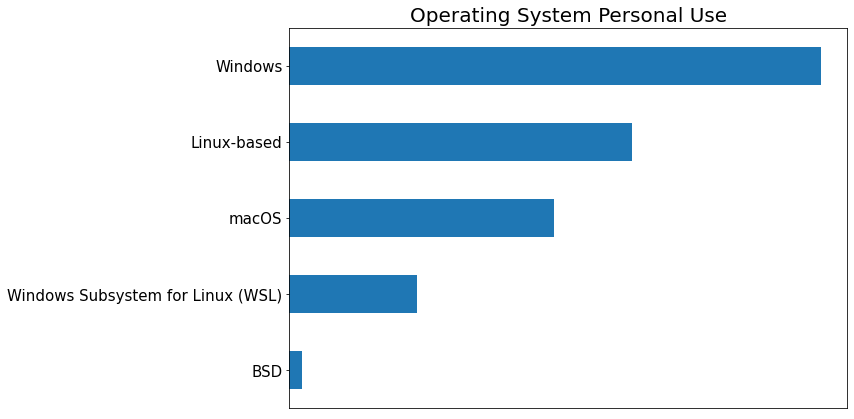 Operating System Personal Use
Windows
Linux-based
macOS
Windows Subsystem for Linux (WSL)
BSD